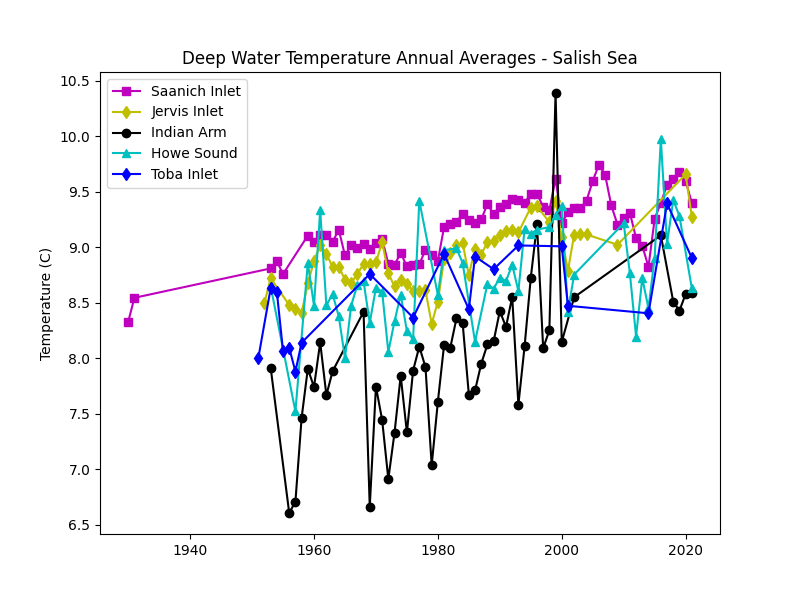 Deep Water Temperature Annual Averages - Salish Sea
Saanich Inlet
Jervis Inlet
Indian Arm
Howe Sound
Toba Inlet
Temperature (C)
10.5
10.0
9.5
9.0
8.5
8.0
7.5
7.0
6.5
1940
1960
1980
2000
2020